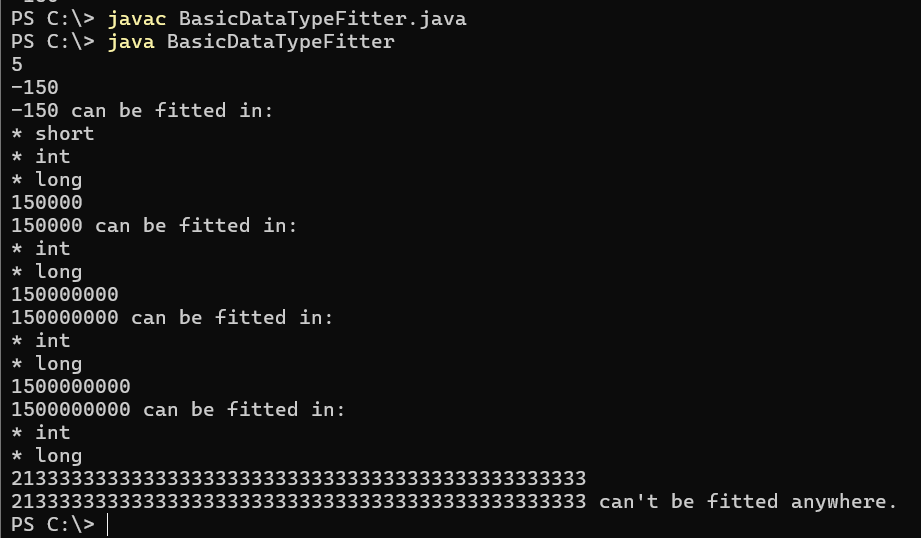 PS C:\> javac BasicDataTypeFitter.java
PS C:\> java BasicDataTypeFitter
5
-150
-150 can be fitted in:
* short
* int
* long
150000
150000 can be fitted in:
* int
* long
150000000
150000000 can be fitted in:
* int
* long
1500000000
1500000000 can be fitted in:
* int
* long
213333333333333333333333333333333333333333333333
213333333333333333333333333333333333333333333333 can't be fitted anywhere.
PS C:\>